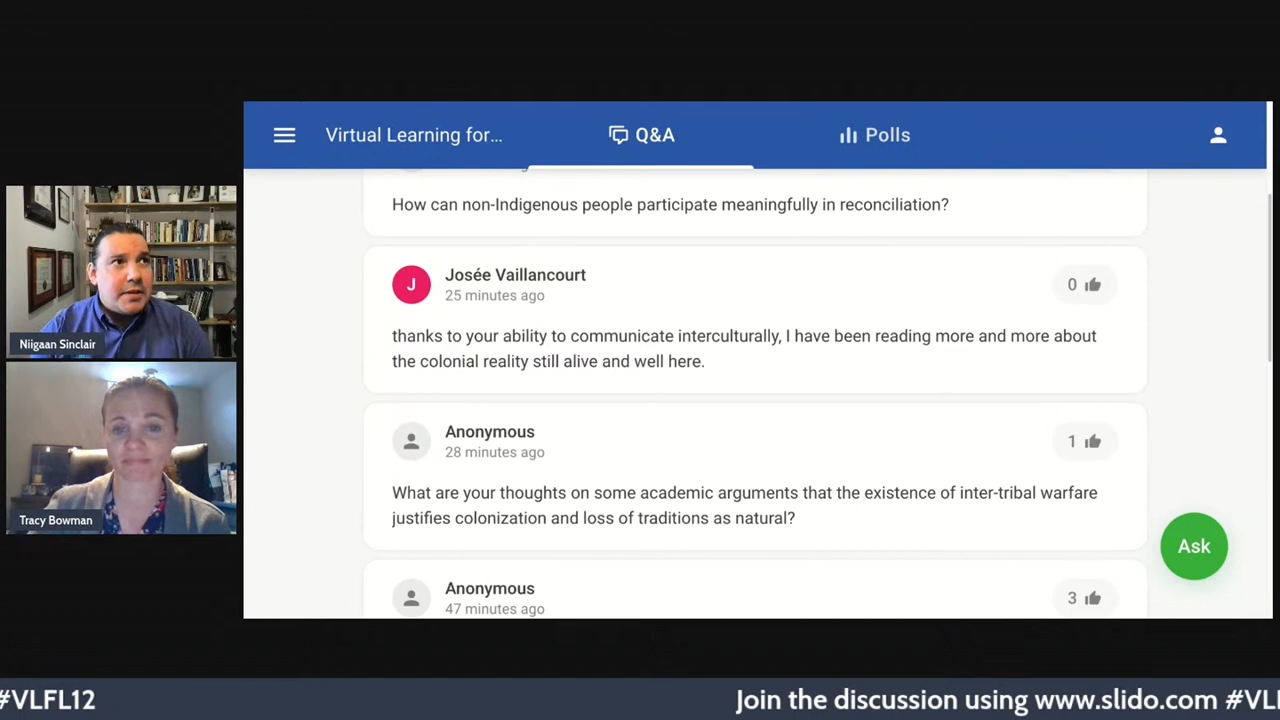 Virtual Learning for...
Q&A
Polls
How can non-Indigenous people participate meaningfully in reconciliation?
J
Josée Vaillancourt
25 minutes ago
0
thanks to your ability to communicate interculturally, I have been reading more and more about
the colonial reality still alive and well here.
Anonymous
28 minutes ago
1
What are your thoughts on some academic arguments that the existence of inter-tribal warfare
justifies colonization and loss of traditions as natural?
Anonymous
47 minutes ago
3
Ask
Niigaan Sinclair
Tracy Bowman
#VLFL12
Join the discussion using www.slido.com #VLF